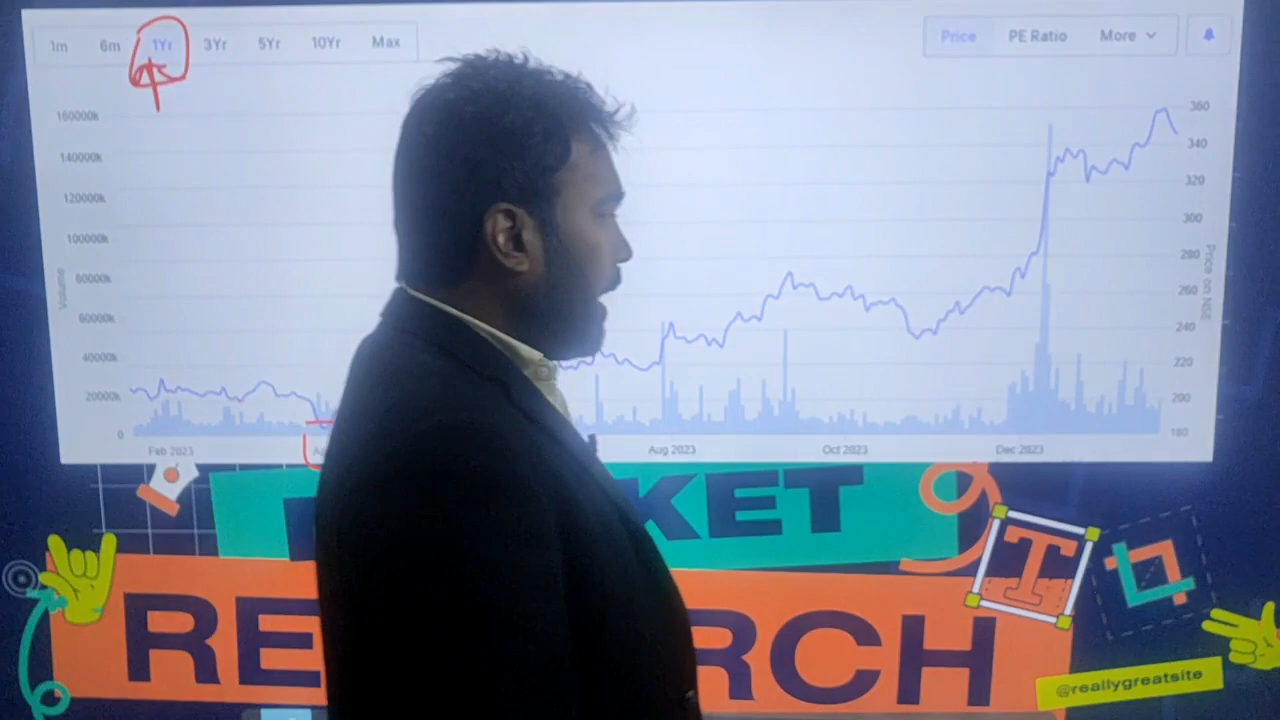 1m 6m 1Yr 3Yr 5Yr 10Yr Max Price PE Ratio More
160000k 360
140000k 340
120000k 320
100000k 300
80000k 280
60000k 260
40000k 240
20000k 220
0 200
180
Volume
Price on NSE
Feb 2023 Aug 2023 Oct 2023 Dec 2023
KET
RE RCH
@reallygreatsite